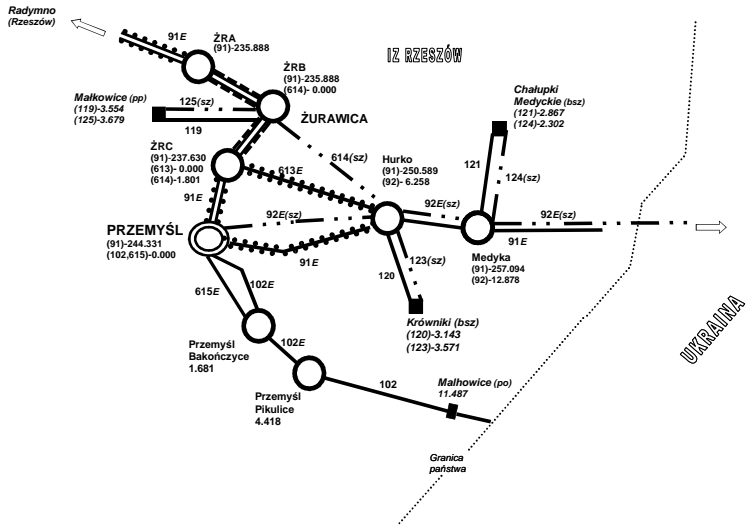 Radymno
(Rzeszów)
91E
ŻRA
(91)-235.888
IZ RZESZÓW
ŻRB
(91)-235.888
(614)- 0.000
Małkowice (pp)
(119)-3.554
(125)-3.679
125(sz)
119
ŻURAWICA
Chałupki
Medyckie (bsz)
(121)-2.867
(124)-2.302
ŻRC
(91)-237.630
(613)- 0.000
(614)-1.801
614(sz)
613E
Hurko
(91)-250.589
(92)- 6.258
121
124(sz)
91E
92E(sz)
92E(sz)
92E(sz)
PRZEMYŚL
(91)-244.331
(102,615)-0.000
91E
91E
Medyka
(91)-257.094
(92)-12.878
120
123(sz)
102E
615E
Krówniki (bsz)
(120)-3.143
(123)-3.571
UKRAINA
Przemyśl
Bakończyce
1.681
102E
Przemyśl
Pikulice
4.418
102
Malhowice (po)
11.487
Granica
państwa